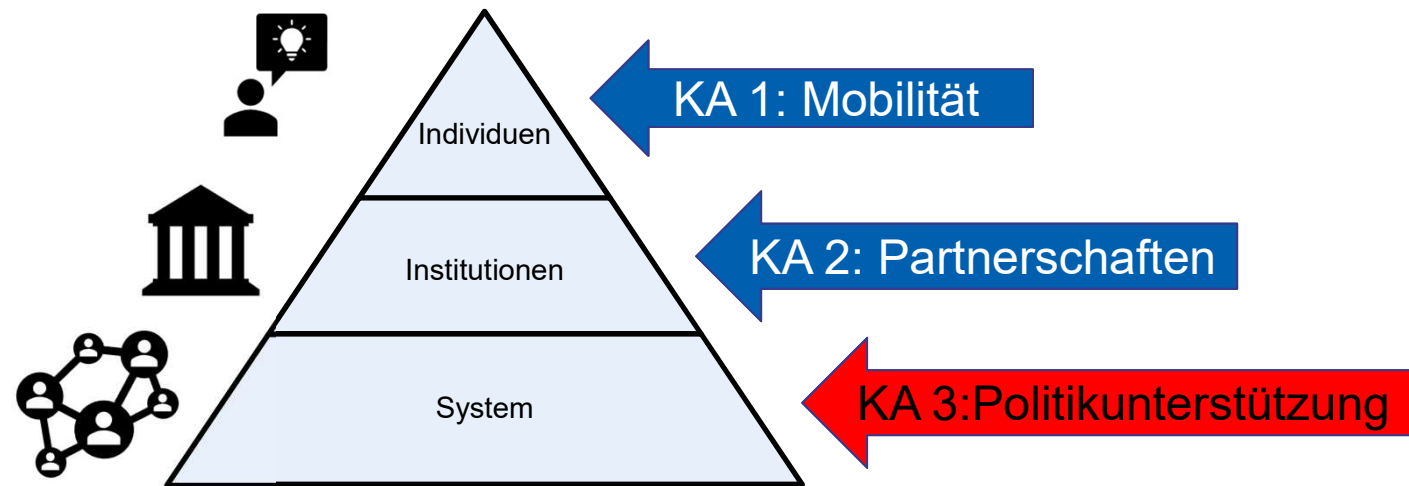 Individuen
KA 1: Mobilität
Institutionen
KA 2: Partnerschaften
System
KA 3:Politikunterstützung